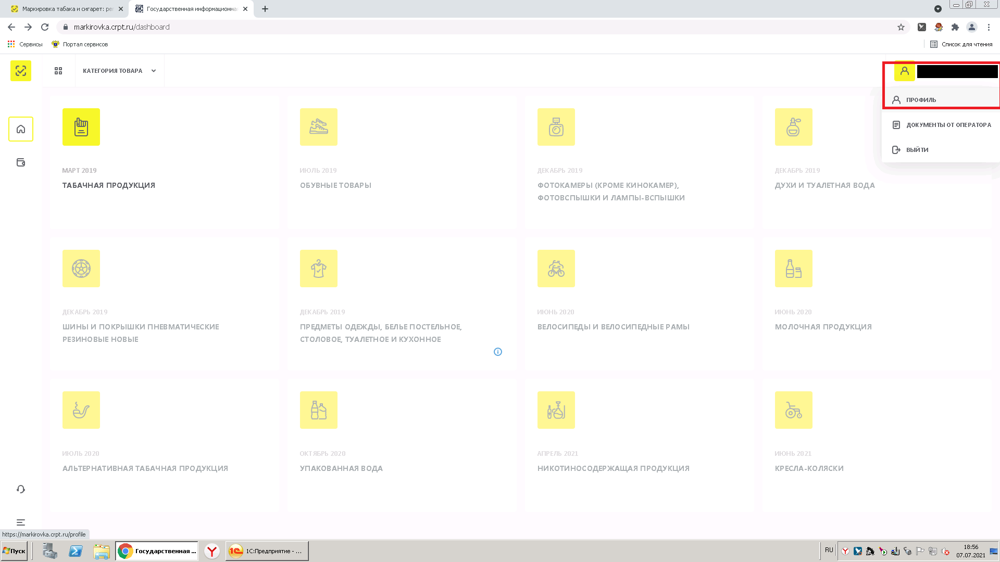 Маркировка табака и сигарет: рег
Государственная информационная
markirovka.crpt.ru/dashboard
Сервисы
Портал сервисов
Список для чтения
КАТЕГОРИЯ ТОВАРА
ПРОФИЛЬ
ДОКУМЕНТЫ ОТ ОПЕРАТОРА
ВЫЙТИ
МАРТ 2019
ТАБАЧНАЯ ПРОДУКЦИЯ
ИЮЛЬ 2019
ОБУВНЫЕ ТОВАРЫ
ДЕКАБРЬ 2019
ФОТОКАМЕРЫ (КРОМЕ КИНОКАМЕР),
ФОТОВСПЫШКИ И ЛАМПЫ-ВСПЫШКИ
ДЕКАБРЬ 2019
ДУХИ И ТУАЛЕТНАЯ ВОДА
ДЕКАБРЬ 2019
ШИНЫ И ПОКРЫШКИ ПНЕВМАТИЧЕСКИЕ
РЕЗИНОВЫЕ НОВЫЕ
ДЕКАБРЬ 2019
ПРЕДМЕТЫ ОДЕЖДЫ, БЕЛЬЕ ПОСТЕЛЬНОЕ,
СТОЛОВОЕ, ТУАЛЕТНОЕ И КУХОННОЕ
ИЮНЬ 2020
ВЕЛОСИПЕДЫ И ВЕЛОСИПЕДНЫЕ РАМЫ
ИЮНЬ 2020
МОЛОЧНАЯ ПРОДУКЦИЯ
ИЮЛЬ 2020
АЛЬТЕРНАТИВНАЯ ТАБАЧНАЯ ПРОДУКЦИЯ
ОКТЯБРЬ 2020
УПАКОВАННАЯ ВОДА
АПРЕЛЬ 2021
НИКОТИНОСОДЕРЖАЩАЯ ПРОДУКЦИЯ
ИЮНЬ 2021
КРЕСЛА-КОЛЯСКИ
https://markirovka.crpt.ru/profile
Пуск
Государственная ...
1С:Предприятие - ...
RU
18:56
07.07.2021